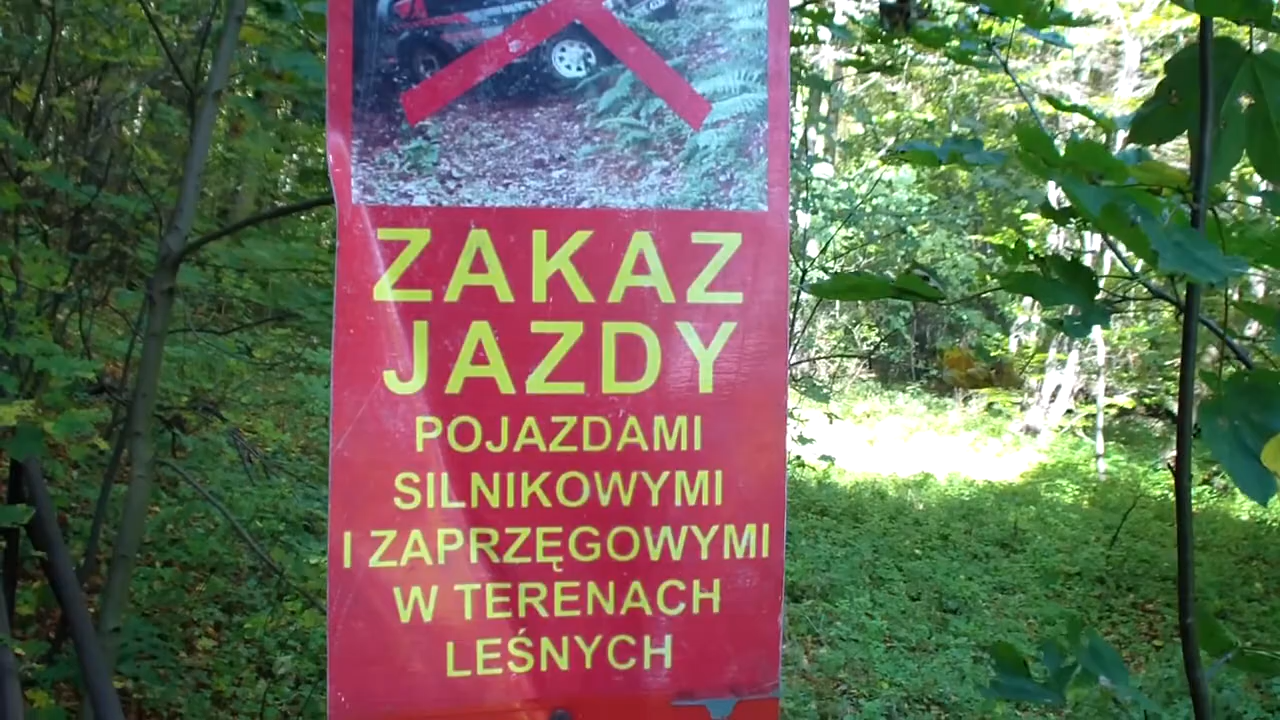 ZAKAZ
JAZDY
POJAZDAMI
SILNIKOWYMI
I ZAPRZĘGOWYMI
W TERENACH
LEŚNYCH